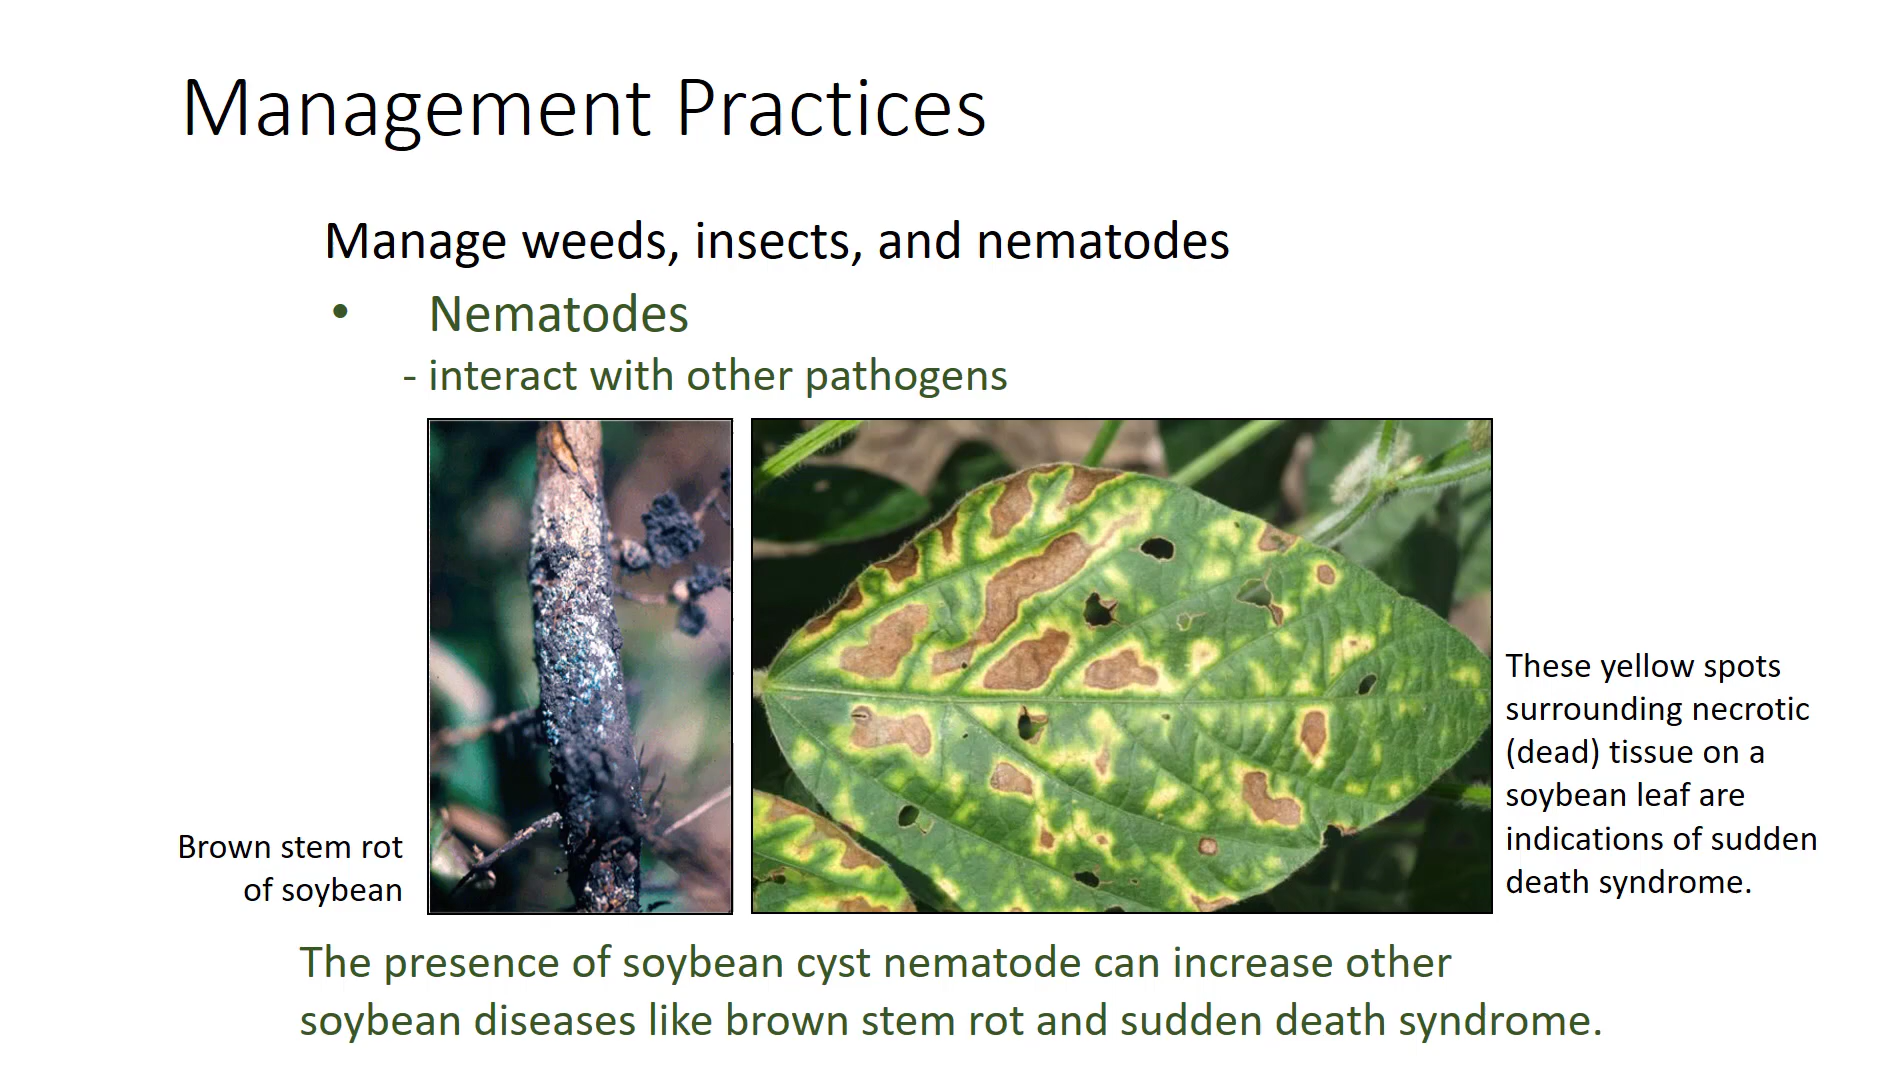 Management Practices
Manage weeds, insects, and nematodes
• Nematodes
- interact with other pathogens
Brown stem rot
of soybean
These yellow spots
surrounding necrotic
(dead) tissue on a
soybean leaf are
indications of sudden
death syndrome.
The presence of soybean cyst nematode can increase other
soybean diseases like brown stem rot and sudden death syndrome.